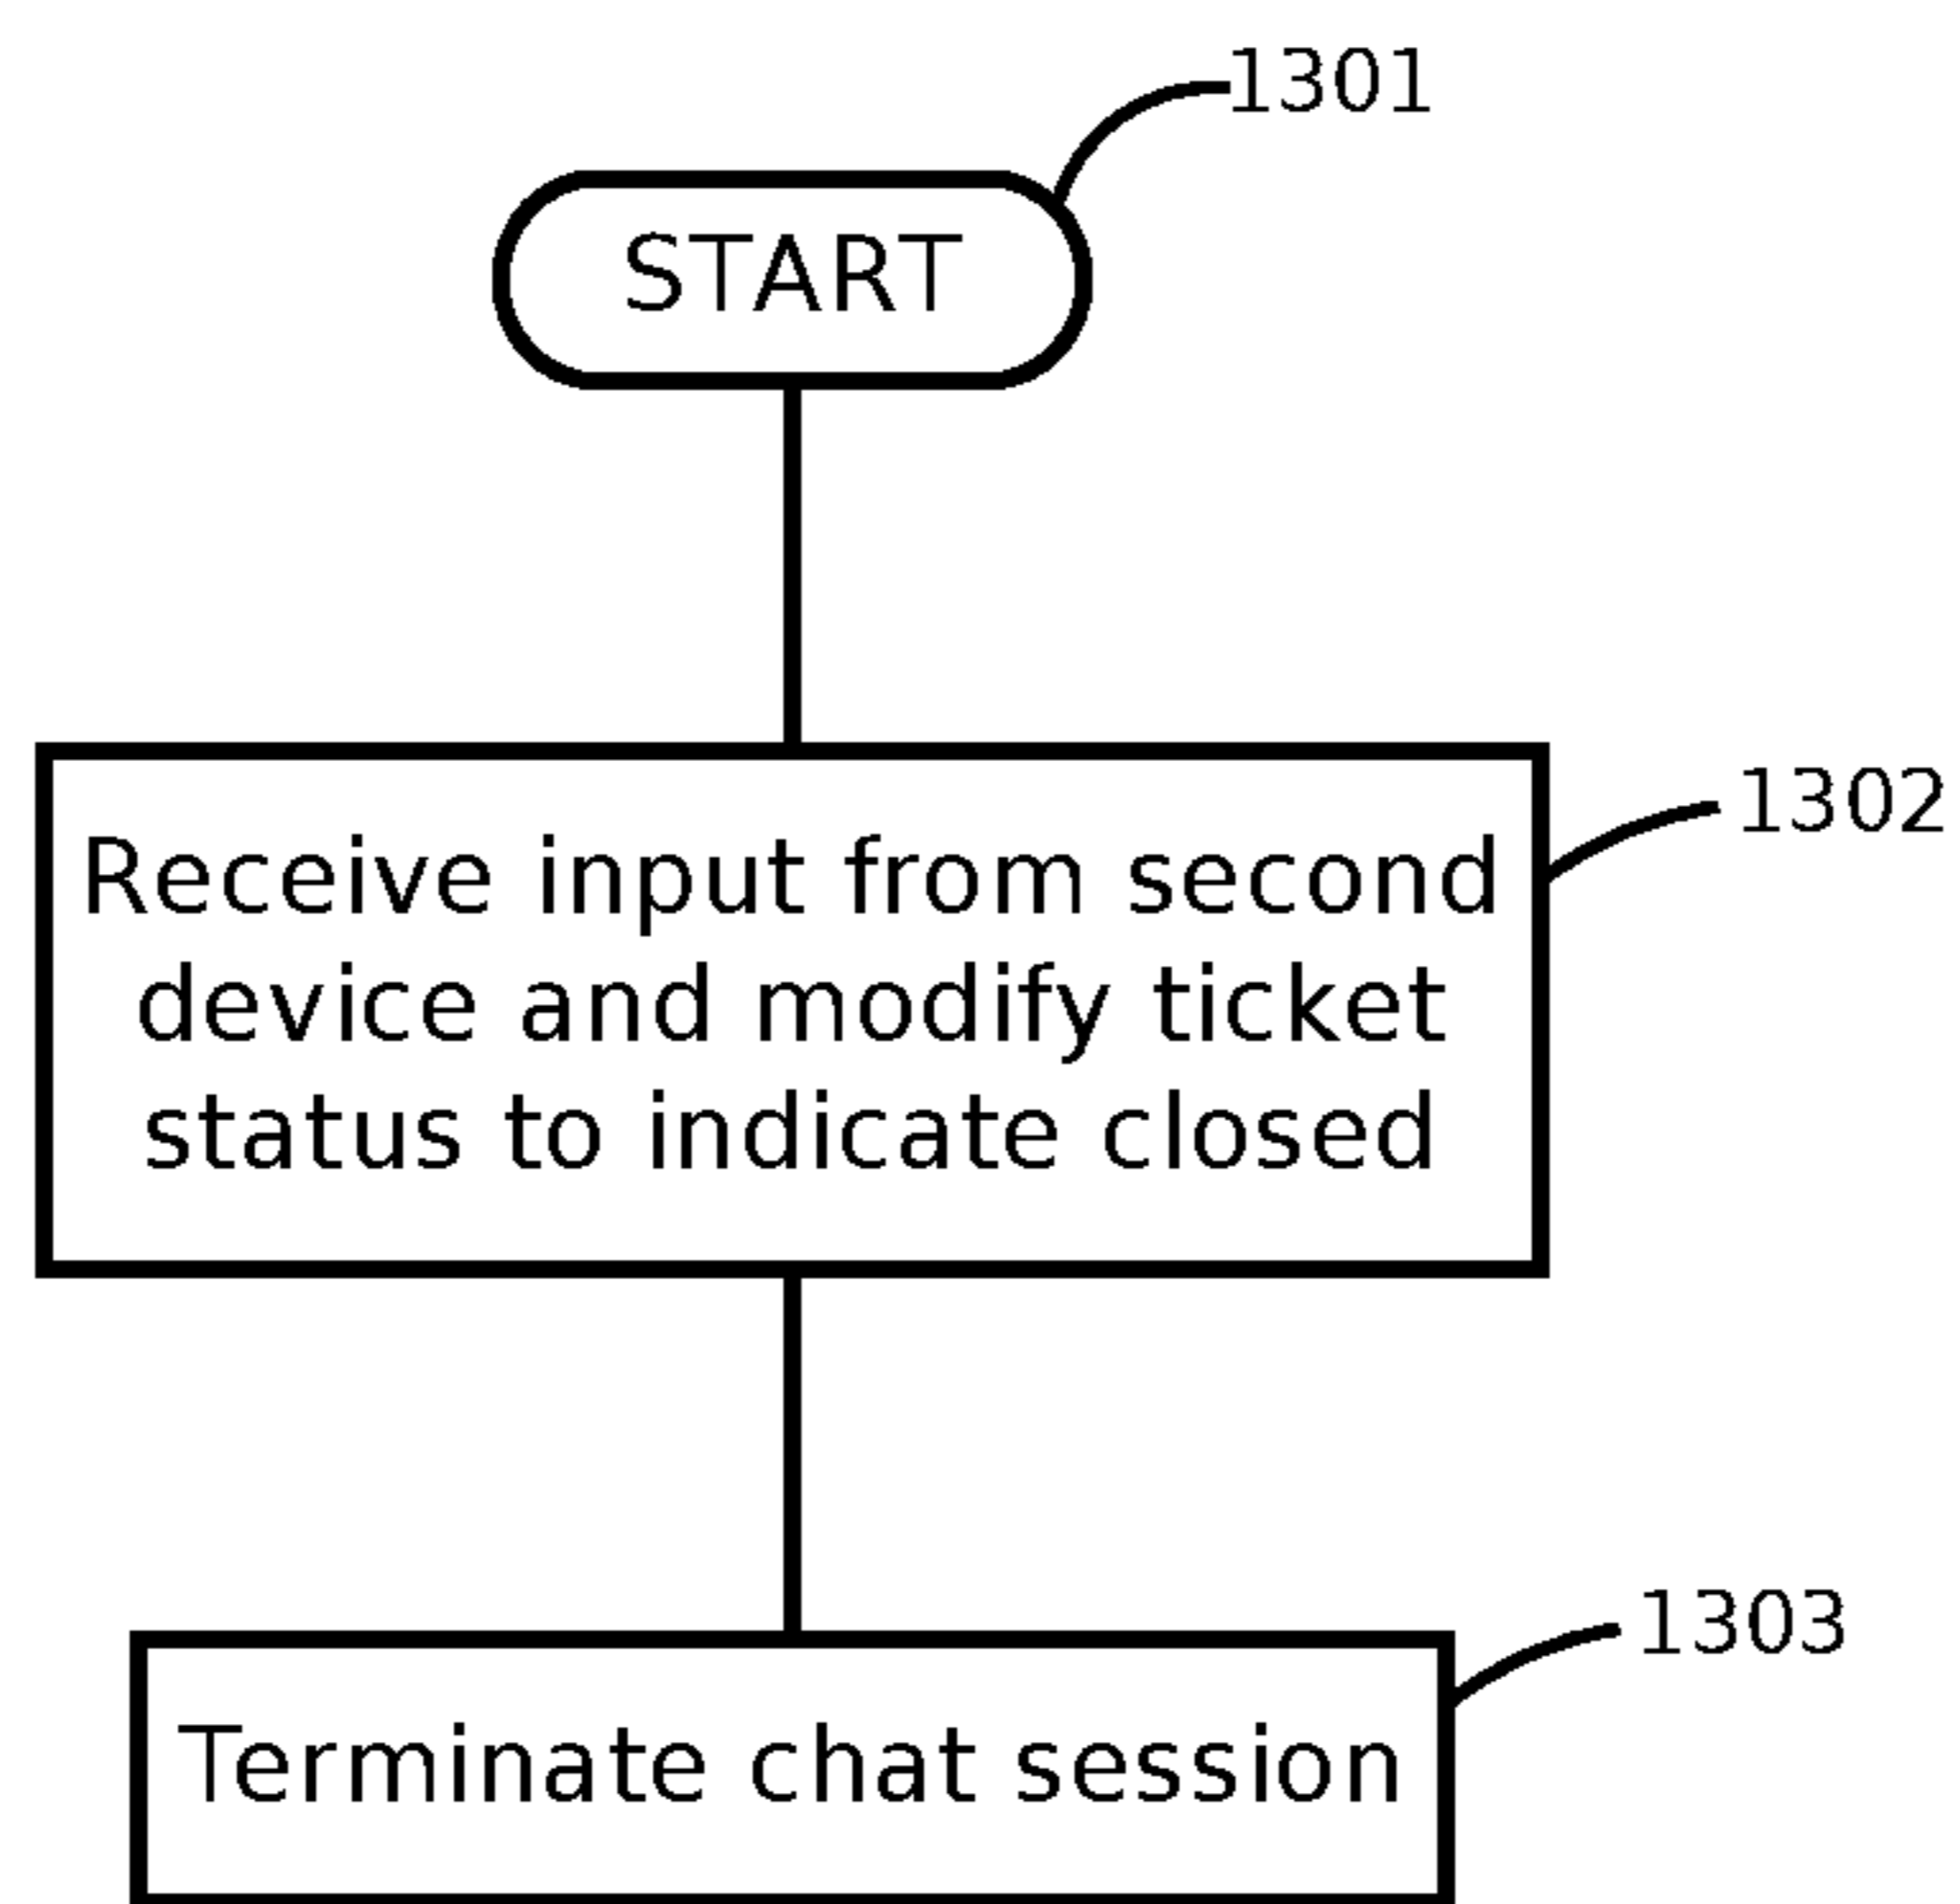 1301
START
1302
Receive input from second
device and modify ticket
status to indicate closed
1303
Terminate chat session